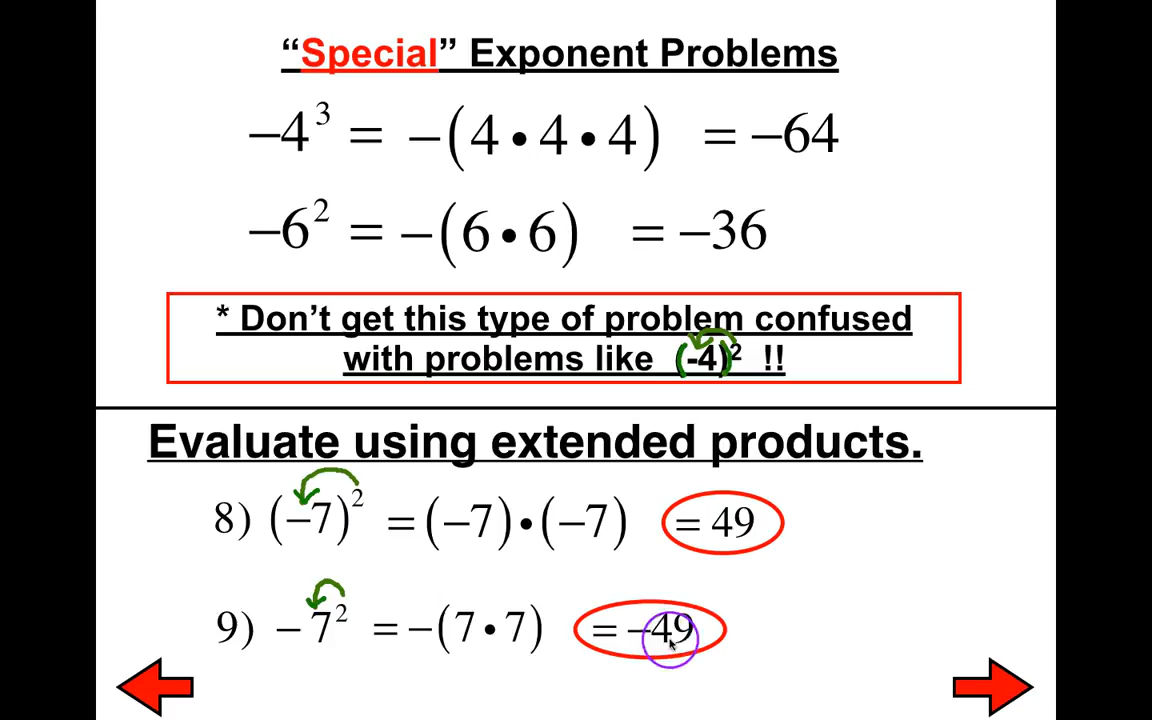 “Special” Exponent Problems
−4³ = −(4 • 4 • 4) = −64
−6² = −(6 • 6) = −36
* Don’t get this type of problem confused
with problems like (-4)² !!
Evaluate using extended products.
8) (−7)² = (−7) • (−7) = 49
9) −7² = −(7 • 7) = −49